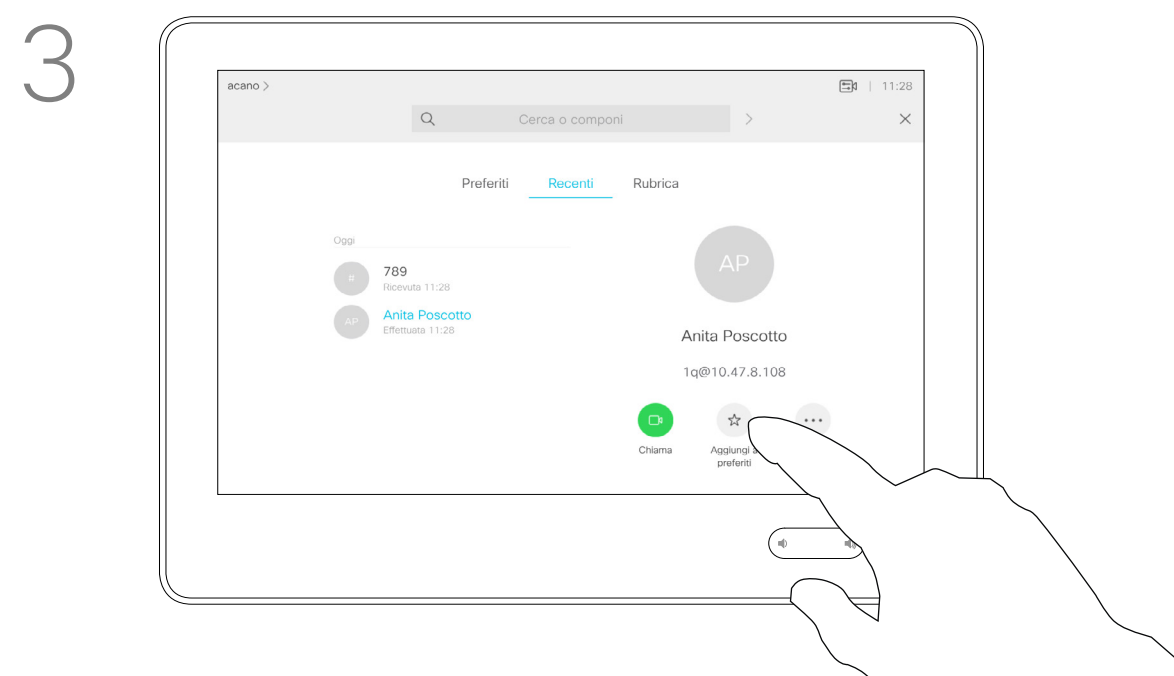 3
acano >
11:28
Cerca o componi
Preferiti Recenti Rubrica
Oggi
#
789
Ricevuta 11:28
AP
Anita Poscotto
Effettuata 11:28
AP
Anita Poscotto
1q@10.47.8.108
Chiama
Aggiungi
preferiti